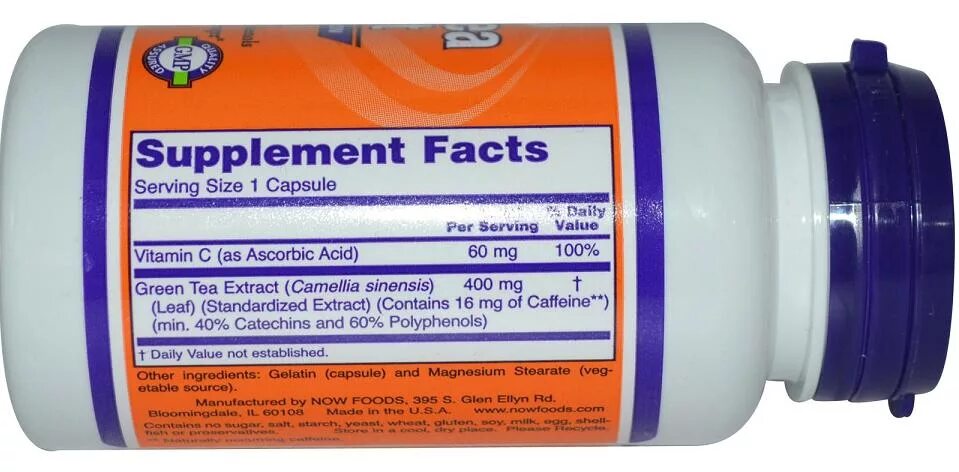 QUALITY
GMP
ASSURED
Supplement Facts
Serving Size 1 Capsule
% Daily
Per Serving Value
Vitamin C (as Ascorbic Acid) 60 mg 100%
Green Tea Extract (Camellia sinensis) 400 mg †
(Leaf) (Standardized Extract) (Contains 16 mg of Caffeine**)
(min. 40% Catechins and 60% Polyphenols)
† Daily Value not established.
Other ingredients: Gelatin (capsule) and Magnesium Stearate (veg-
etable source).
Manufactured by NOW FOODS, 395 S. Glen Ellyn Rd.
Bloomingdale, IL 60108 Made in the U.S.A. www.nowfoods.com
Contains no sugar, salt, starch, yeast, wheat, gluten, soy, milk, egg, shell-
fish or preservatives. Store in a cool, dry place. Please Recycle.
** Naturally occurring caffeine.